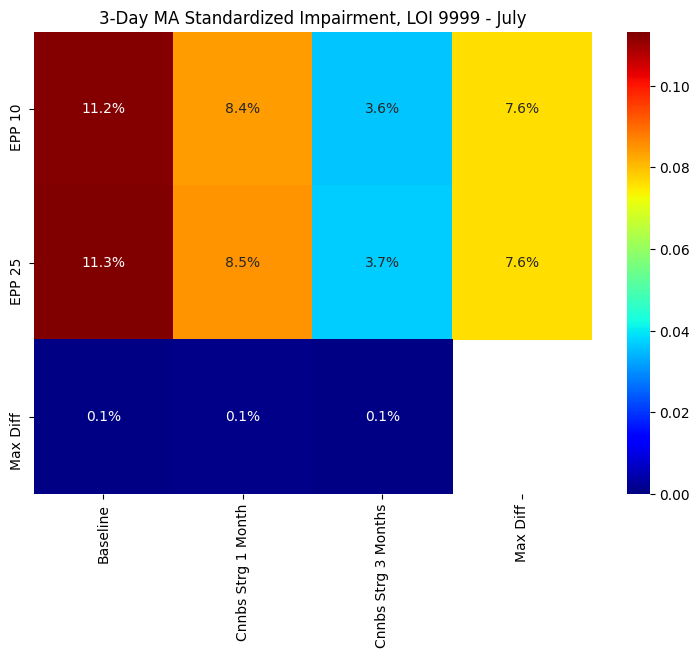 3-Day MA Standardized Impairment, LOI 9999 - July
EPP 10
11.2%
8.4%
3.6%
7.6%
EPP 25
11.3%
8.5%
3.7%
7.6%
Max Diff
0.1%
0.1%
0.1%
Baseline
Cnnbs Strg 1 Month
Cnnbs Strg 3 Months
Max Diff
0.10
0.08
0.06
0.04
0.02
0.00